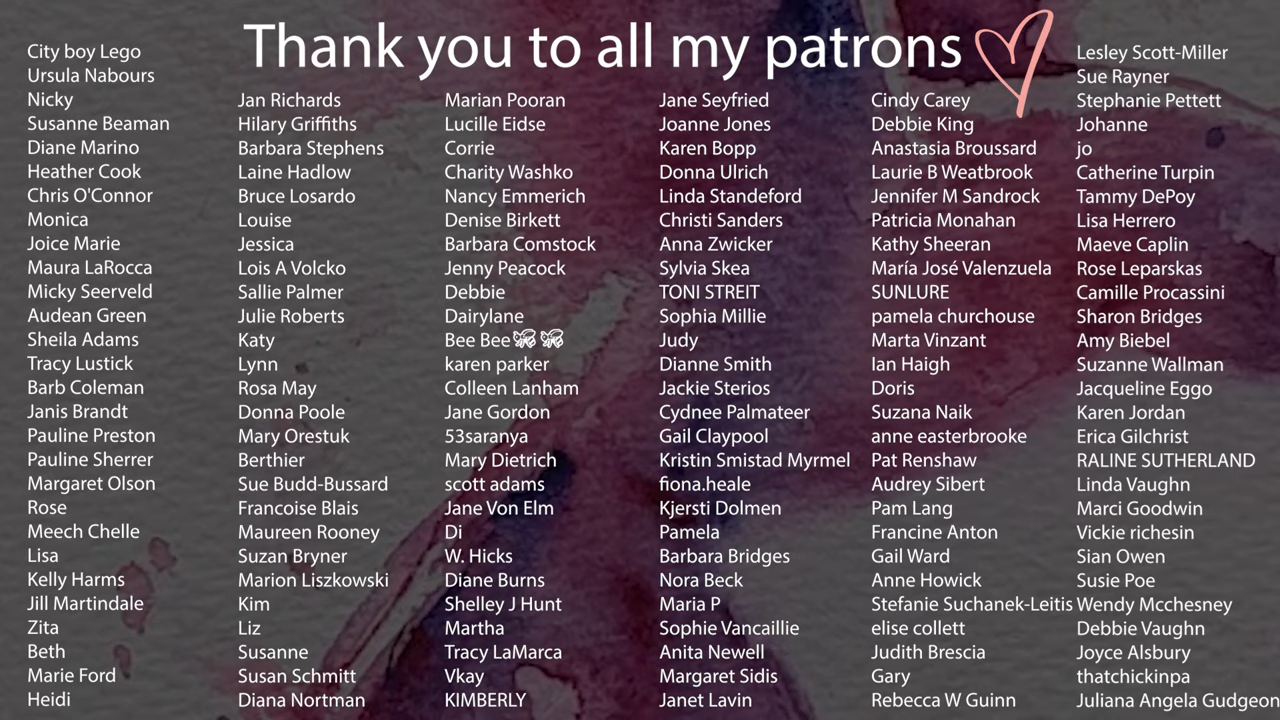 Thank you to all my patrons
City boy Lego
Ursula Nabours
Nicky
Susanne Beaman
Diane Marino
Heather Cook
Chris O'Connor
Monica
Joice Marie
Maura LaRocca
Micky Seerveld
Audean Green
Sheila Adams
Tracy Lustick
Barb Coleman
Janis Brandt
Pauline Preston
Pauline Sherrer
Margaret Olson
Rose
Meech Chelle
Lisa
Kelly Harms
Jill Martindale
Zita
Beth
Marie Ford
Heidi
Jan Richards
Hilary Griffiths
Barbara Stephens
Laine Hadlow
Bruce Losardo
Louise
Jessica
Lois A Volcko
Sallie Palmer
Julie Roberts
Katy
Lynn
Rosa May
Donna Poole
Mary Orestuk
Berthier
Sue Budd-Bussard
Francoise Blais
Maureen Rooney
Suzan Bryner
Marion Liszkowski
Kim
Liz
Susanne
Susan Schmitt
Diana Nortman
Marian Pooran
Lucille Eidse
Corrie
Charity Washko
Nancy Emmerich
Denise Birkett
Barbara Comstock
Jenny Peacock
Debbie
Dairylane
Bee Bee🐝🐝
karen parker
Colleen Lanham
Jane Gordon
53saranya
Mary Dietrich
scott adams
Jane Von Elm
Di
W. Hicks
Diane Burns
Shelley J Hunt
Martha
Tracy LaMarca
Vkay
KIMBERLY
Jane Seyfried
Joanne Jones
Karen Bopp
Donna Ulrich
Linda Standeford
Christi Sanders
Anna Zwicker
Sylvia Skea
TONI STREIT
Sophia Millie
Judy
Dianne Smith
Jackie Sterios
Cydnee Palmateer
Gail Claypool
Kristin Smistad Myrmel
fiona.heale
Kjersti Dolmen
Pamela
Barbara Bridges
Nora Beck
Maria P
Sophie Vancaillie
Anita Newell
Margaret Sidis
Janet Lavin
Cindy Carey
Debbie King
Anastasia Broussard
Laurie B Weatbrook
Jennifer M Sandrock
Patricia Monahan
Kathy Sheeran
María José Valenzuela
SUNLURE
pamela churchouse
Marta Vinzant
Ian Haigh
Doris
Suzana Naik
anne easterbrooke
Pat Renshaw
Audrey Sibert
Pam Lang
Francine Anton
Gail Ward
Anne Howick
Stefanie Suchanek-Leitis
elise collett
Judith Brescia
Gary
Rebecca W Guinn
Lesley Scott-Miller
Sue Rayner
Stephanie Pettett
Johanne
jo
Catherine Turpin
Tammy DePoy
Lisa Herrero
Maeve Caplin
Rose Leparskas
Camille Procassini
Sharon Bridges
Amy Biebel
Suzanne Wallman
Jacqueline Eggo
Karen Jordan
Erica Gilchrist
RALINE SUTHERLAND
Linda Vaughn
Marci Goodwin
Vickie richesin
Sian Owen
Susie Poe
Wendy Mcchesney
Debbie Vaughn
Joyce Alsbury
thatchickinpa
Juliana Angela Gudgeon